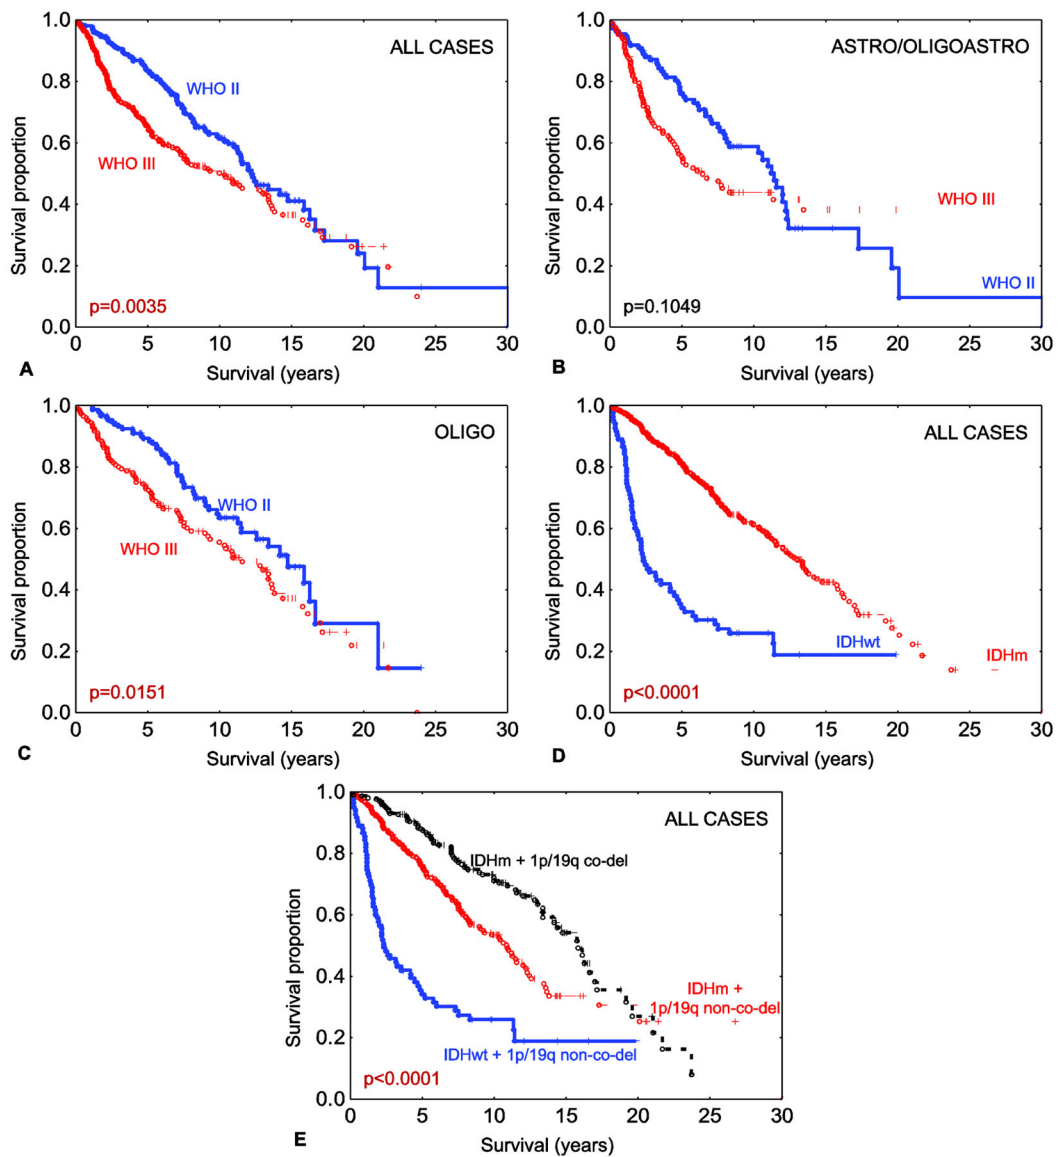 1.0
0.8
0.6
0.4
0.2
0.0
Survival proportion
ALL CASES
WHO II
WHO III
p=0.0035
0 5 10 15 20 25 30
Survival (years)
A
1.0
0.8
0.6
0.4
0.2
0.0
Survival proportion
ASTRO/OLIGOASTRO
WHO III
WHO II
p=0.1049
0 5 10 15 20 25 30
Survival (years)
B
1.0
0.8
0.6
0.4
0.2
0.0
Survival proportion
OLIGO
WHO II
WHO III
p=0.0151
0 5 10 15 20 25 30
Survival (years)
C
1.0
0.8
0.6
0.4
0.2
0.0
Survival proportion
ALL CASES
IDHwt
IDHm
p<0.0001
0 5 10 15 20 25 30
Survival (years)
D
1.0
0.8
0.6
0.4
0.2
0.0
Survival proportion
ALL CASES
IDHm + 1p/19q co-del
IDHm +
1p/19q non-co-del
IDHwt + 1p/19q non-co-del
p<0.0001
0 5 10 15 20 25 30
Survival (years)
E